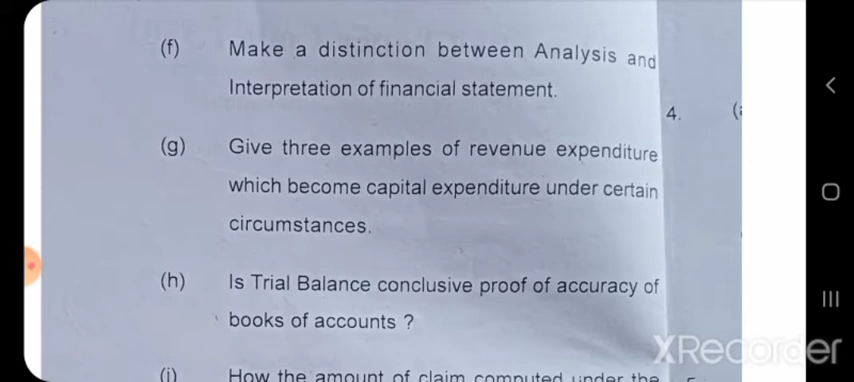 (f) Make a distinction between Analysis and
Interpretation of financial statement.
4.
(g) Give three examples of revenue expenditure
which become capital expenditure under certain
circumstances.
(h) Is Trial Balance conclusive proof of accuracy of
books of accounts ?
XRecorder
(i) How the amount of claim computed under the